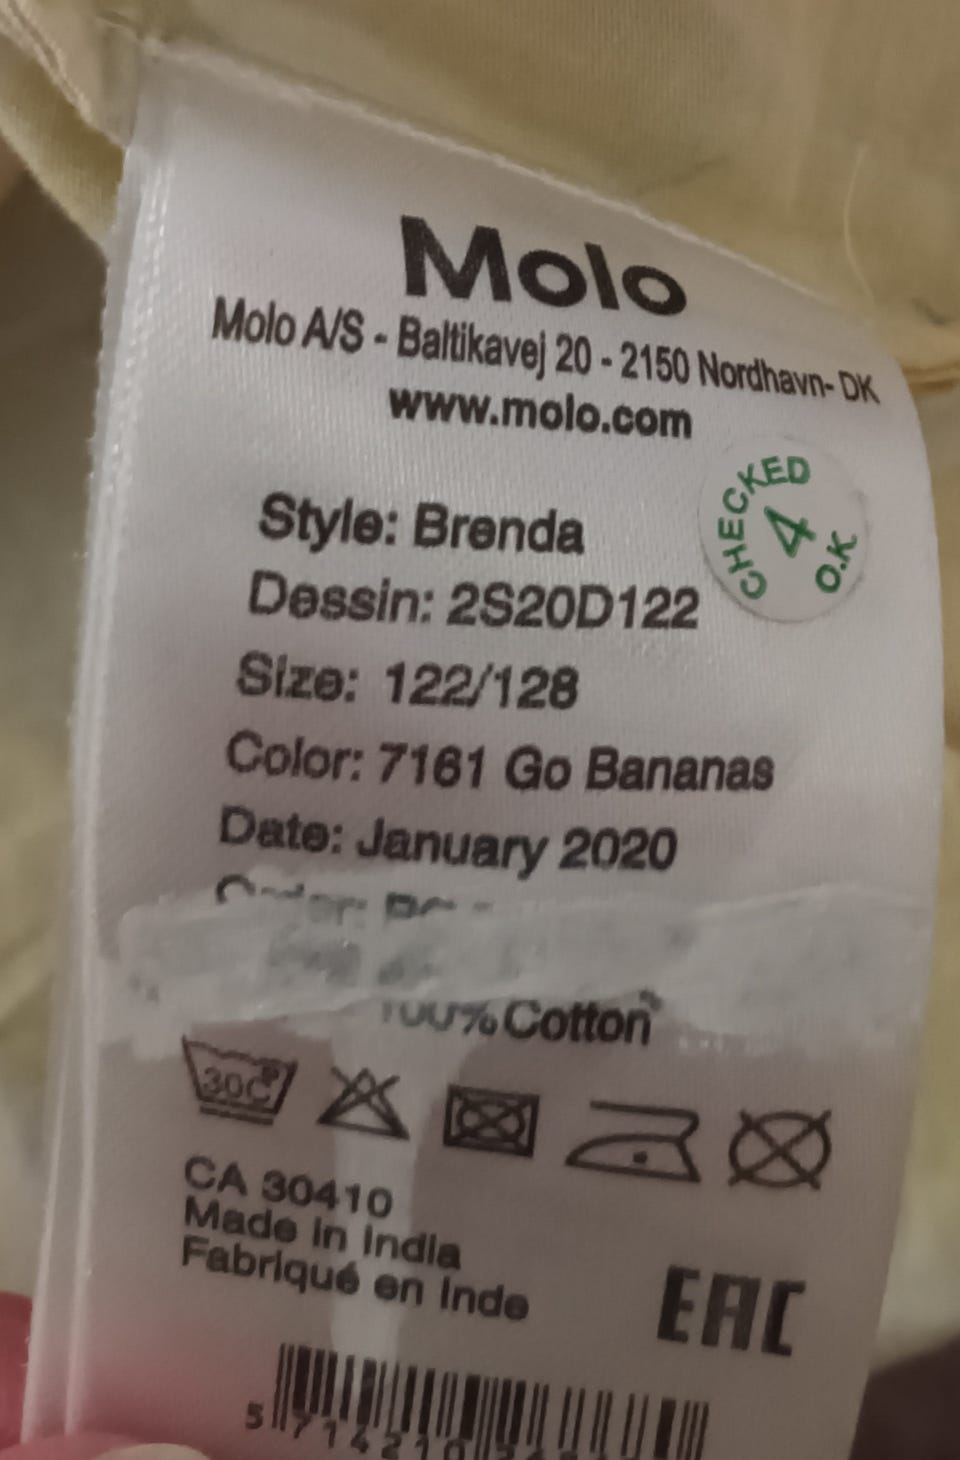 Molo
Molo A/S - Baltikavej 20 - 2150 Nordhavn- DK
www.molo.com
CHECKED
4
O.K
Style: Brenda
Dessin: 2S20D122
Size: 122/128
Color: 7161 Go Bananas
Date: January 2020
100% Cotton
30C
CA 30410
Made in India
Fabriqué en Inde
EAC
5 714210